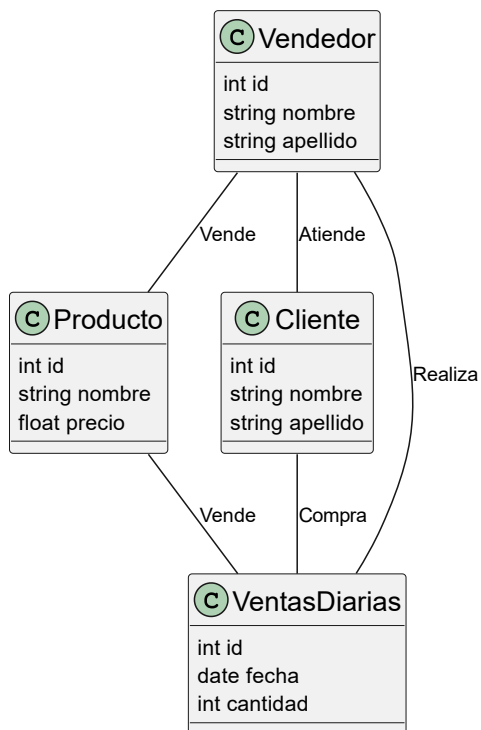 C Vendedor
int id
string nombre
string apellido
Vende
Atiende
C Producto
int id
string nombre
float precio
C Cliente
int id
string nombre
string apellido
Realiza
Vende
Compra
C VentasDiarias
int id
date fecha
int cantidad